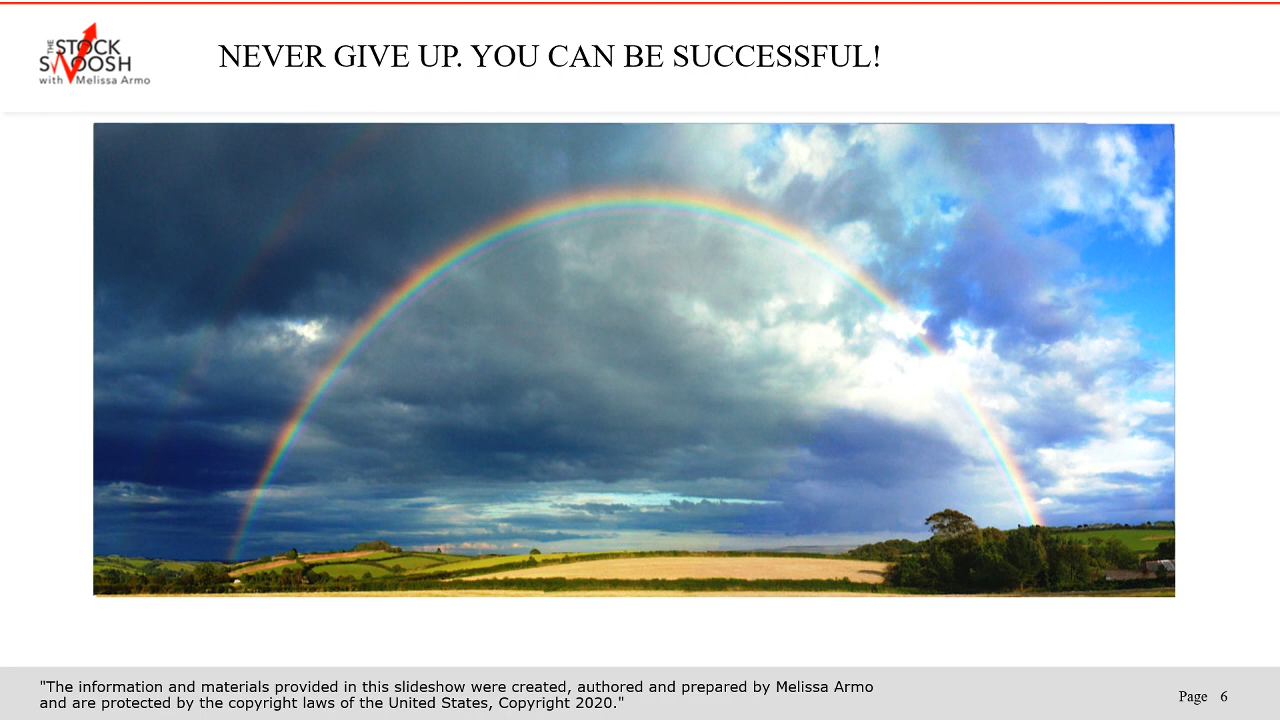 THE
STOCK
SWOOSH
with Melissa Armo
NEVER GIVE UP. YOU CAN BE SUCCESSFUL!
"The information and materials provided in this slideshow were created, authored and prepared by Melissa Armo
and are protected by the copyright laws of the United States, Copyright 2020."
Page 6